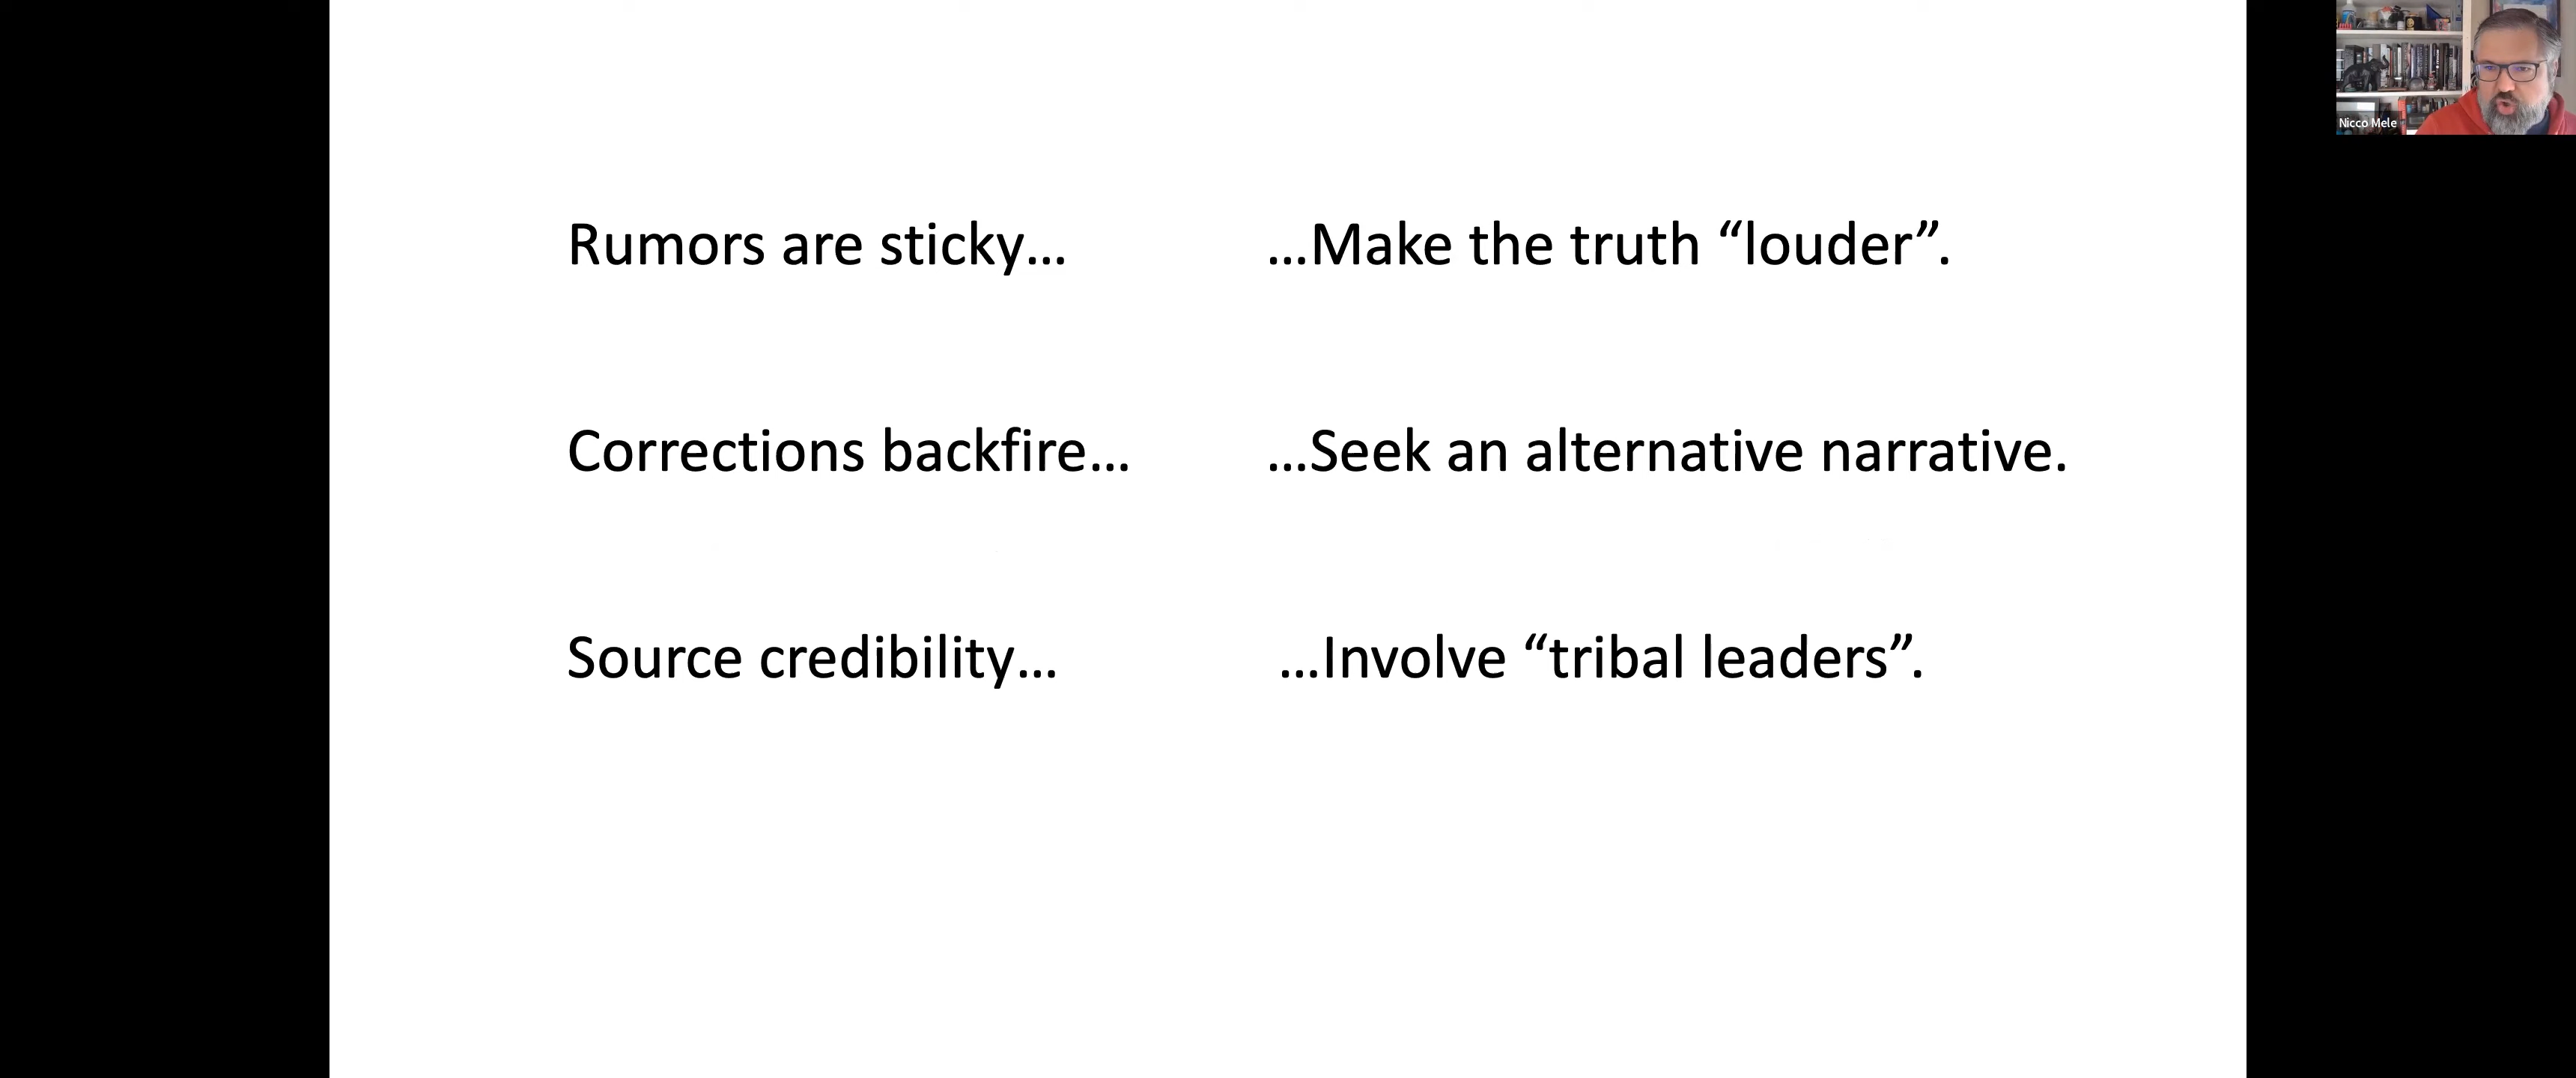 Rumors are sticky... ...Make the truth “louder”.
Corrections backfire... ...Seek an alternative narrative.
Source credibility... ...Involve “tribal leaders”.
Nicco Mele